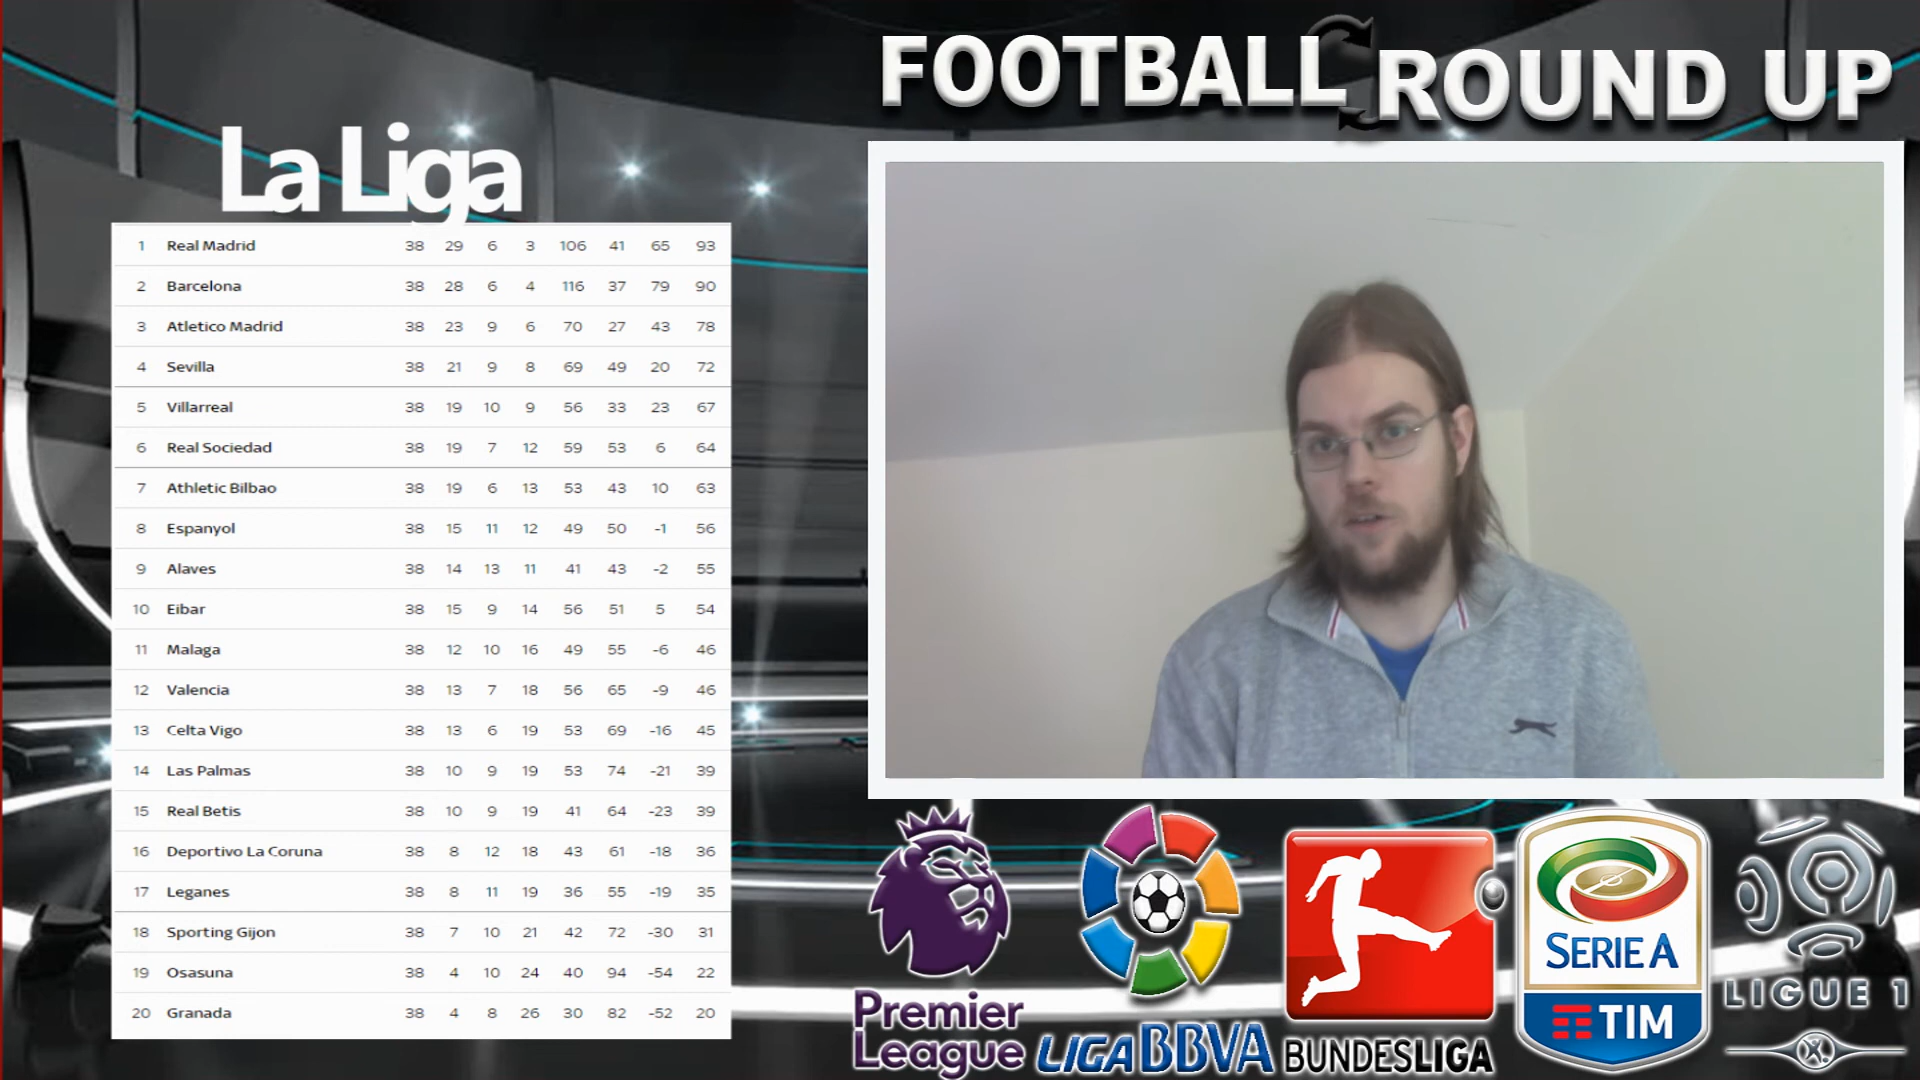 FOOTBALL ROUND UP
La Liga
1 Real Madrid 38 29 6 3 106 41 65 93
2 Barcelona 38 28 6 4 116 37 79 90
3 Atletico Madrid 38 23 9 6 70 27 43 78
4 Sevilla 38 21 9 8 69 49 20 72
5 Villarreal 38 19 10 9 56 33 23 67
6 Real Sociedad 38 19 7 12 59 53 6 64
7 Athletic Bilbao 38 19 6 13 53 43 10 63
8 Espanyol 38 15 11 12 49 50 -1 56
9 Alaves 38 14 13 11 41 43 -2 55
10 Eibar 38 15 9 14 56 51 5 54
11 Malaga 38 12 10 16 49 55 -6 46
12 Valencia 38 13 7 18 56 65 -9 46
13 Celta Vigo 38 13 6 19 53 69 -16 45
14 Las Palmas 38 10 9 19 53 74 -21 39
15 Real Betis 38 10 9 19 41 64 -23 39
16 Deportivo La Coruna 38 8 12 18 43 61 -18 36
17 Leganes 38 8 11 19 36 55 -19 35
18 Sporting Gijon 38 7 10 21 42 72 -30 31
19 Osasuna 38 4 10 24 40 94 -54 22
20 Granada 38 4 8 26 30 82 -52 20
Premier
League
LIGA BBVA
BUNDESLIGA
SERIE A
TIM
LIGUE 1